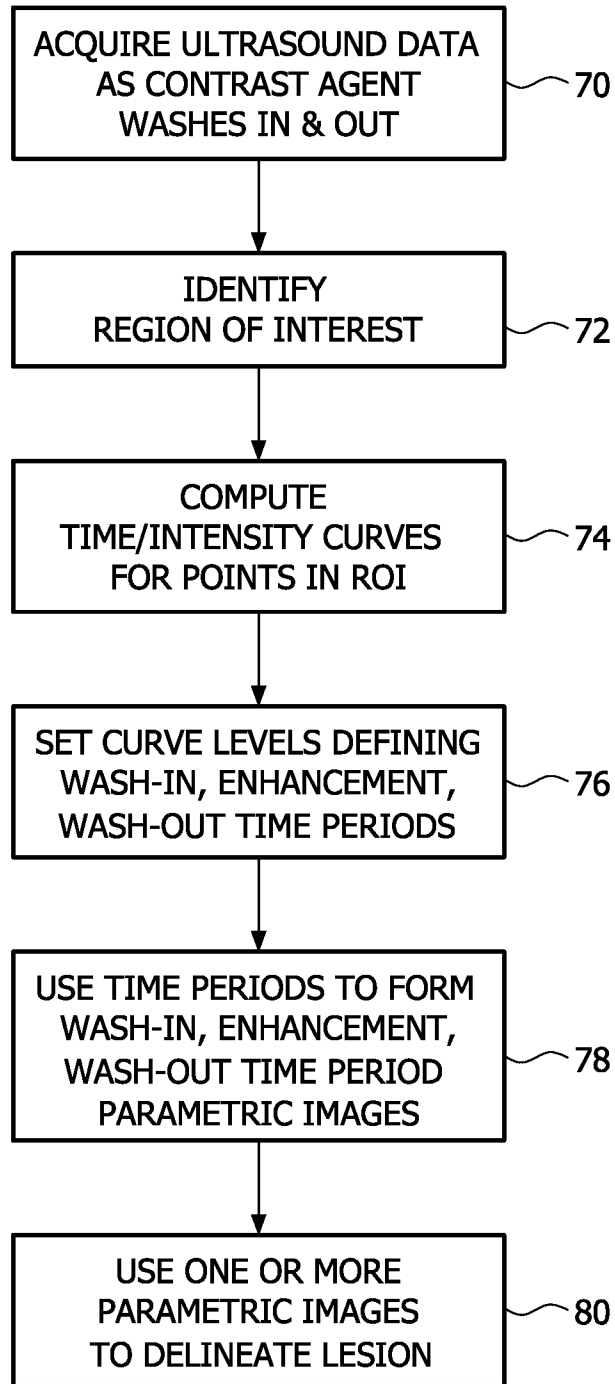 ACQUIRE ULTRASOUND DATA
AS CONTRAST AGENT
WASHES IN & OUT
70
IDENTIFY
REGION OF INTEREST
72
COMPUTE
TIME/INTENSITY CURVES
FOR POINTS IN ROI
74
SET CURVE LEVELS DEFINING
WASH-IN, ENHANCEMENT,
WASH-OUT TIME PERIODS
76
USE TIME PERIODS TO FORM
WASH-IN, ENHANCEMENT,
WASH-OUT TIME PERIOD
PARAMETRIC IMAGES
78
USE ONE OR MORE
PARAMETRIC IMAGES
TO DELINEATE LESION
80